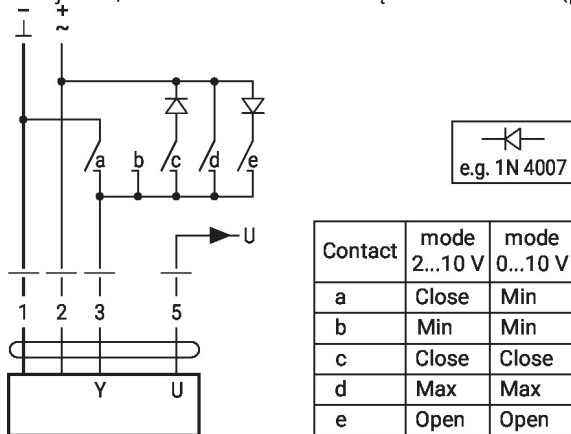 − +
⊥ ~
a b c d e
U
1 2 3 5
Y U
e.g. 1N 4007
Contact mode 2...10 V mode 0...10 V
a Close Min
b Min Min
c Close Close
d Max Max
e Open Open